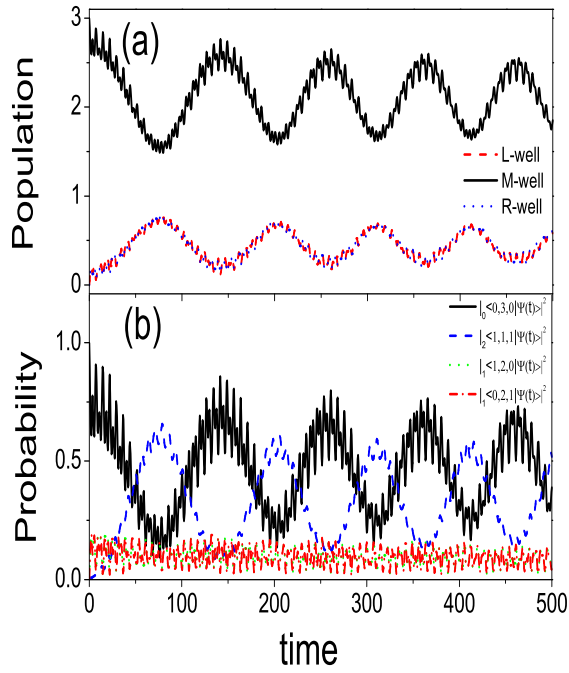 (a)
3
2
1
0
Population
L-well
M-well
R-well
(b)
1.0
0.5
0.0
Probability
|₀<0,3,0|Ψ(t)>|²
|₂<1,1,1|Ψ(t)>|²
|₁<1,2,0|Ψ(t)>|²
|₁<0,2,1|Ψ(t)>|²
0 100 200 300 400 500
time